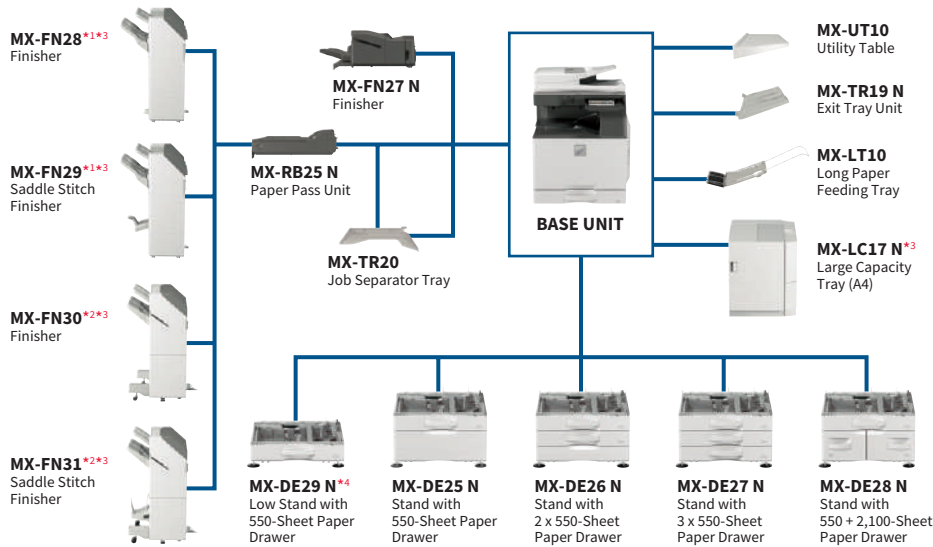 MX-FN28*1*3
Finisher
MX-FN29*1*3
Saddle Stitch
Finisher
MX-FN30*2*3
Finisher
MX-FN31*2*3
Saddle Stitch
Finisher
MX-FN27 N
Finisher
MX-RB25 N
Paper Pass Unit
MX-TR20
Job Separator Tray
BASE UNIT
MX-UT10
Utility Table
MX-TR19 N
Exit Tray Unit
MX-LT10
Long Paper
Feeding Tray
MX-LC17 N*3
Large Capacity
Tray (A4)
MX-DE29 N*4
Low Stand with
550-Sheet Paper
Drawer
MX-DE25 N
Stand with
550-Sheet Paper
Drawer
MX-DE26 N
Stand with
2 x 550-Sheet
Paper Drawer
MX-DE27 N
Stand with
3 x 550-Sheet
Paper Drawer
MX-DE28 N
Stand with
550 + 2,100-Sheet
Paper Drawer